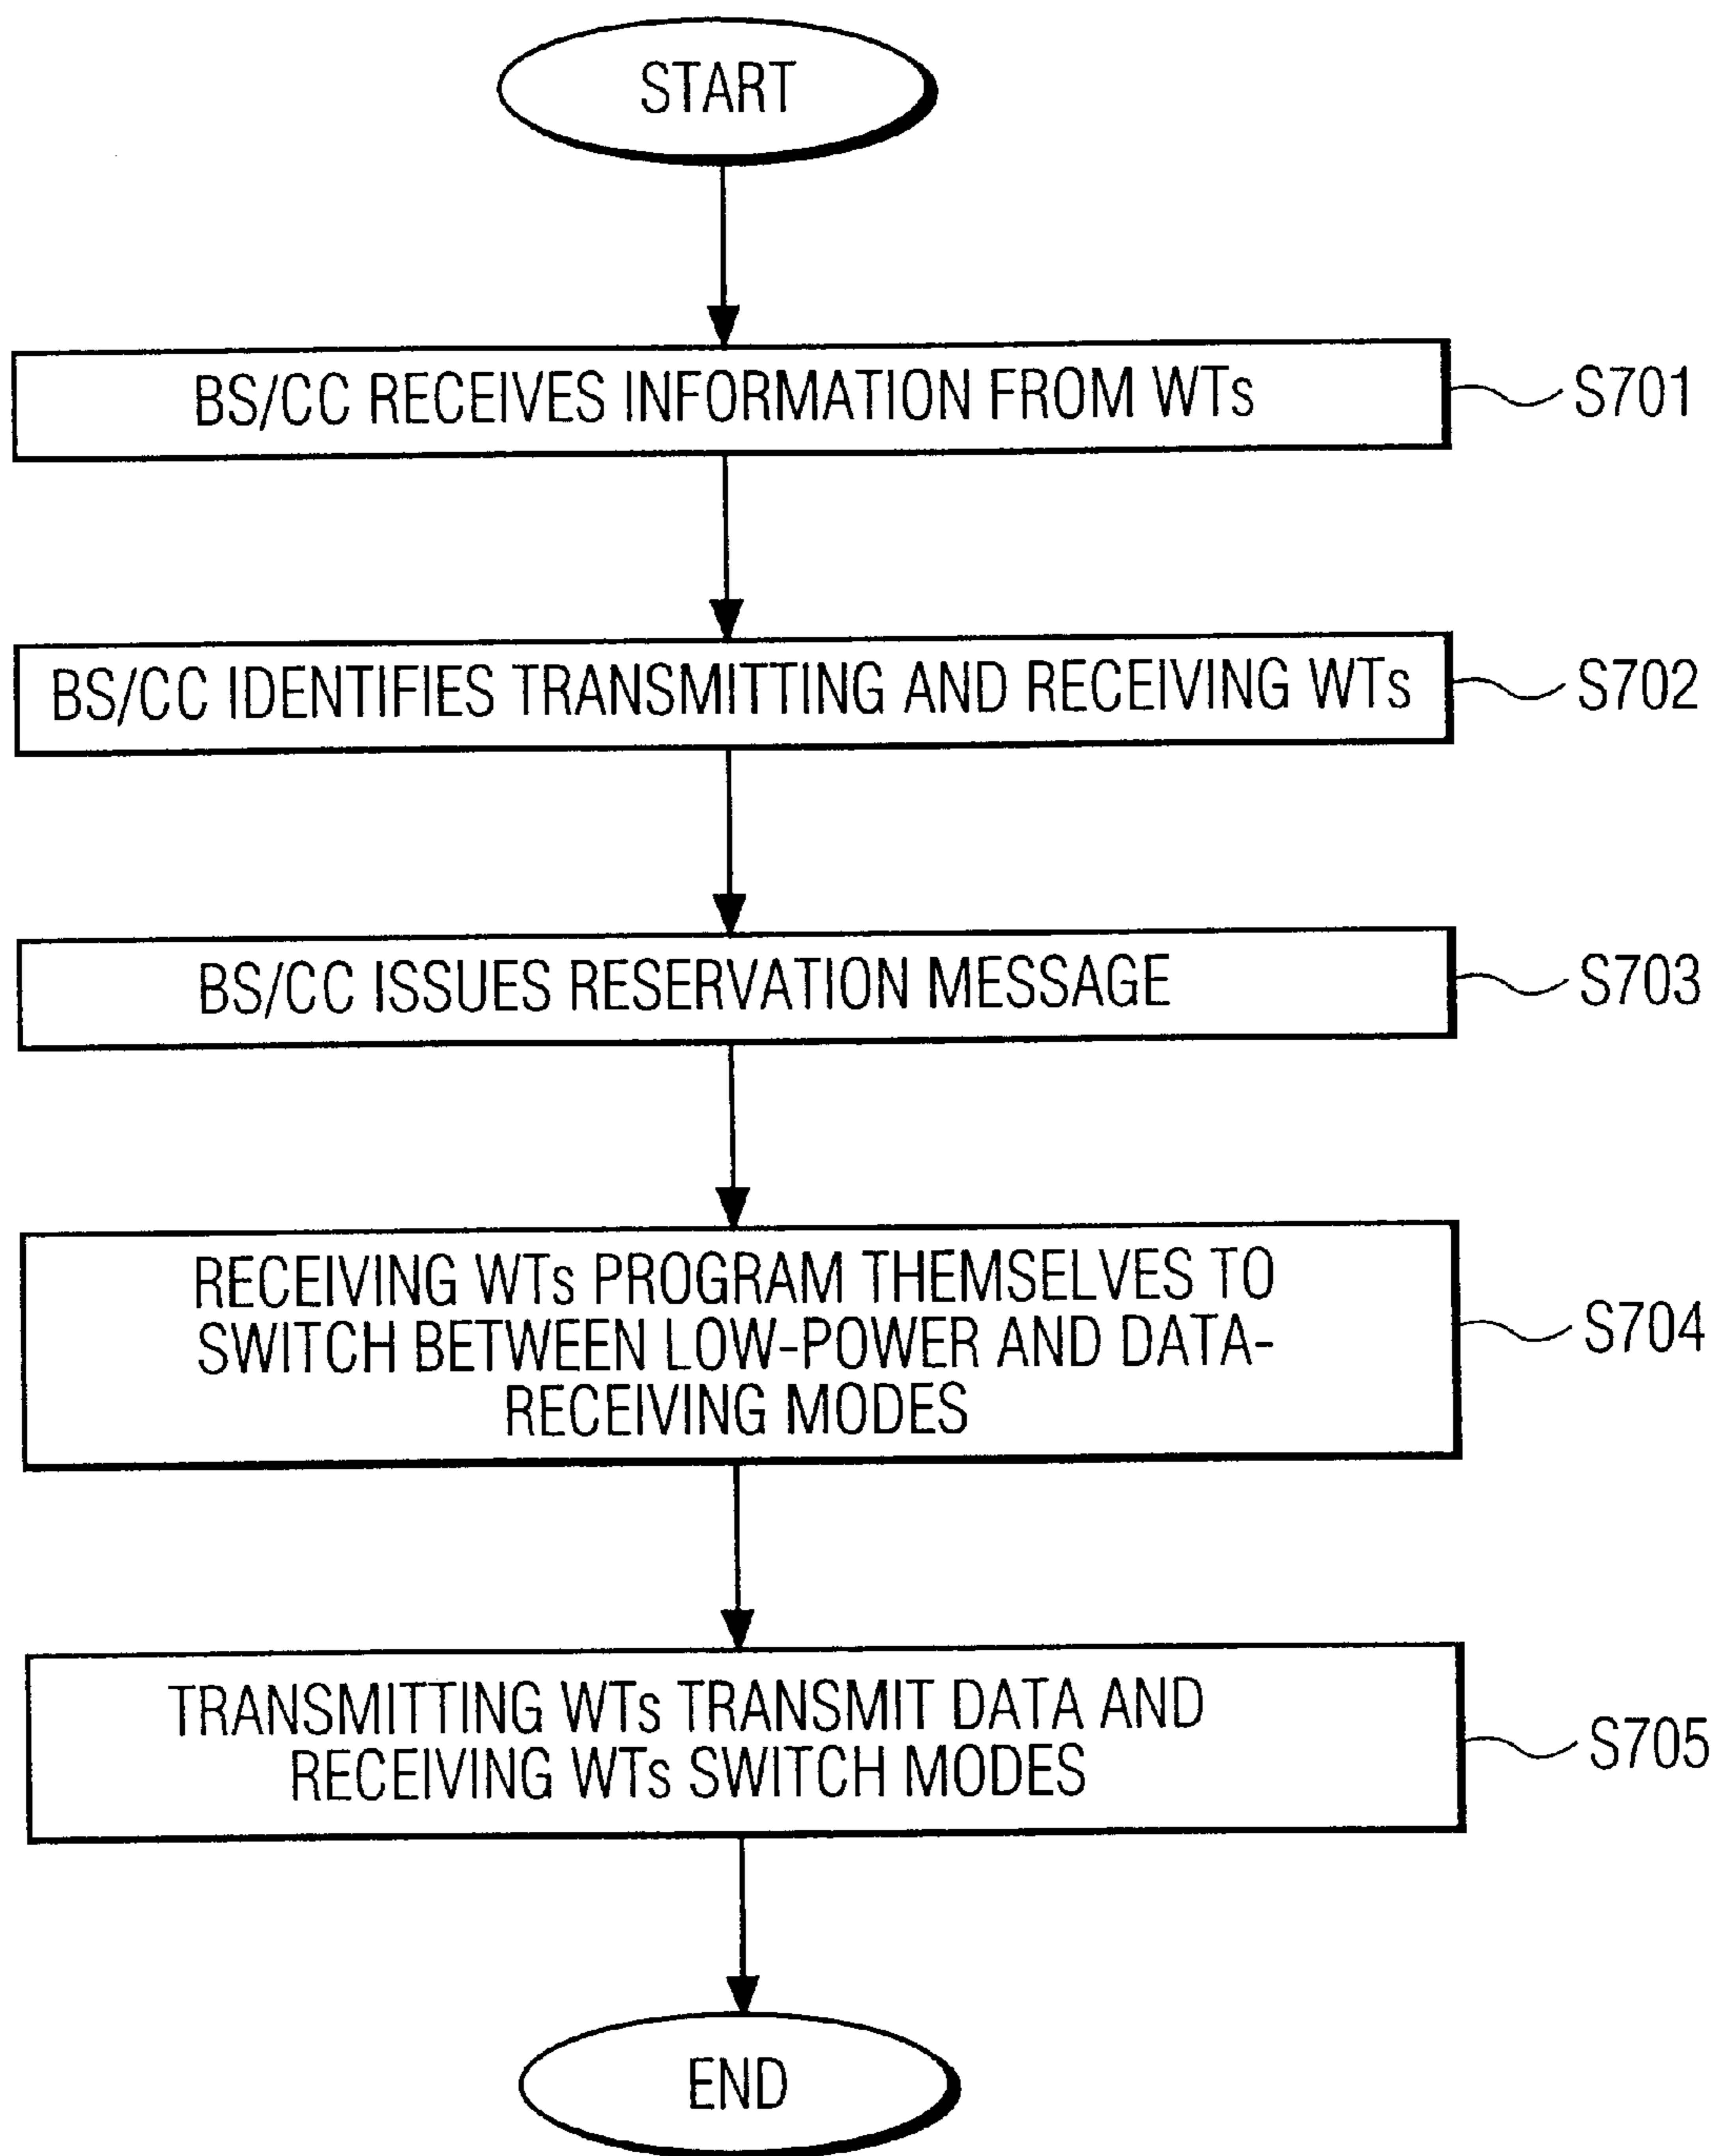 START
BS/CC RECEIVES INFORMATION FROM WTs
S701
BS/CC IDENTIFIES TRANSMITTING AND RECEIVING WTs
S702
BS/CC ISSUES RESERVATION MESSAGE
S703
RECEIVING WTs PROGRAM THEMSELVES TO
SWITCH BETWEEN LOW-POWER AND DATA-
RECEIVING MODES
S704
TRANSMITTING WTs TRANSMIT DATA AND
RECEIVING WTs SWITCH MODES
S705
END